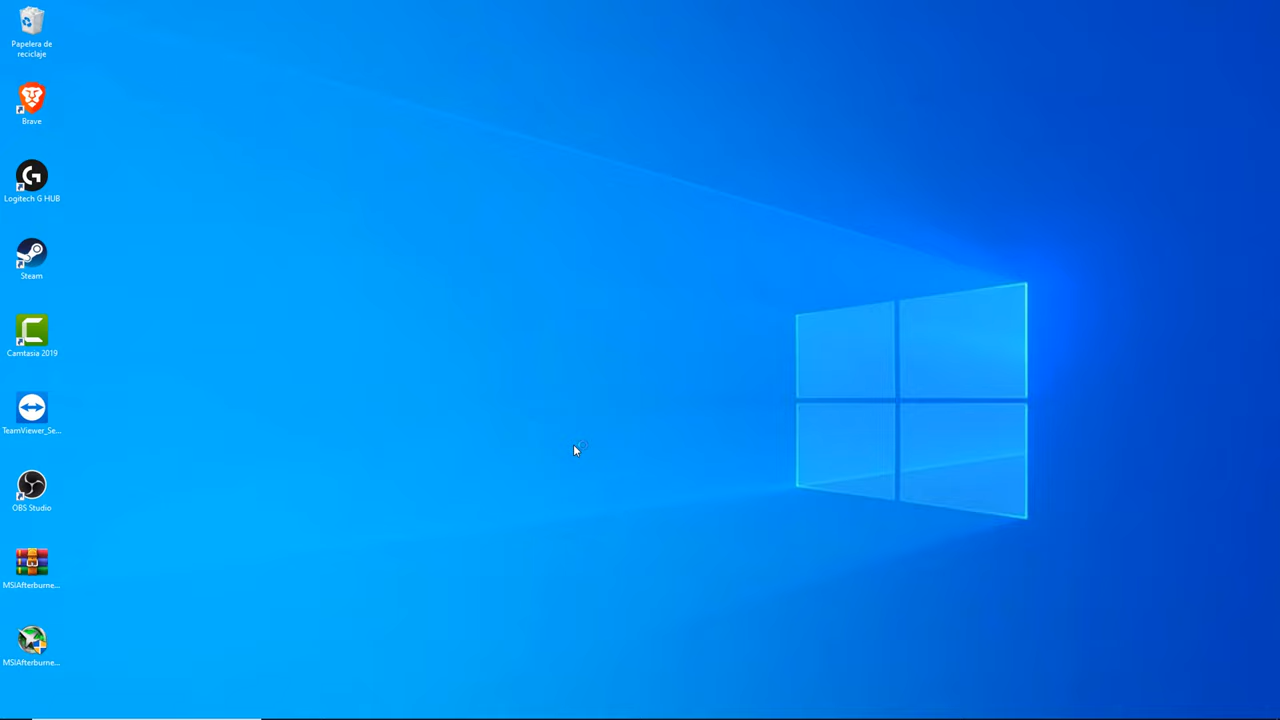 Papelera de
reciclaje
Brave
Logitech G HUB
Steam
Camtasia 2019
TeamViewer_Se...
OBS Studio
MSIAfterburne...
MSIAfterburne...